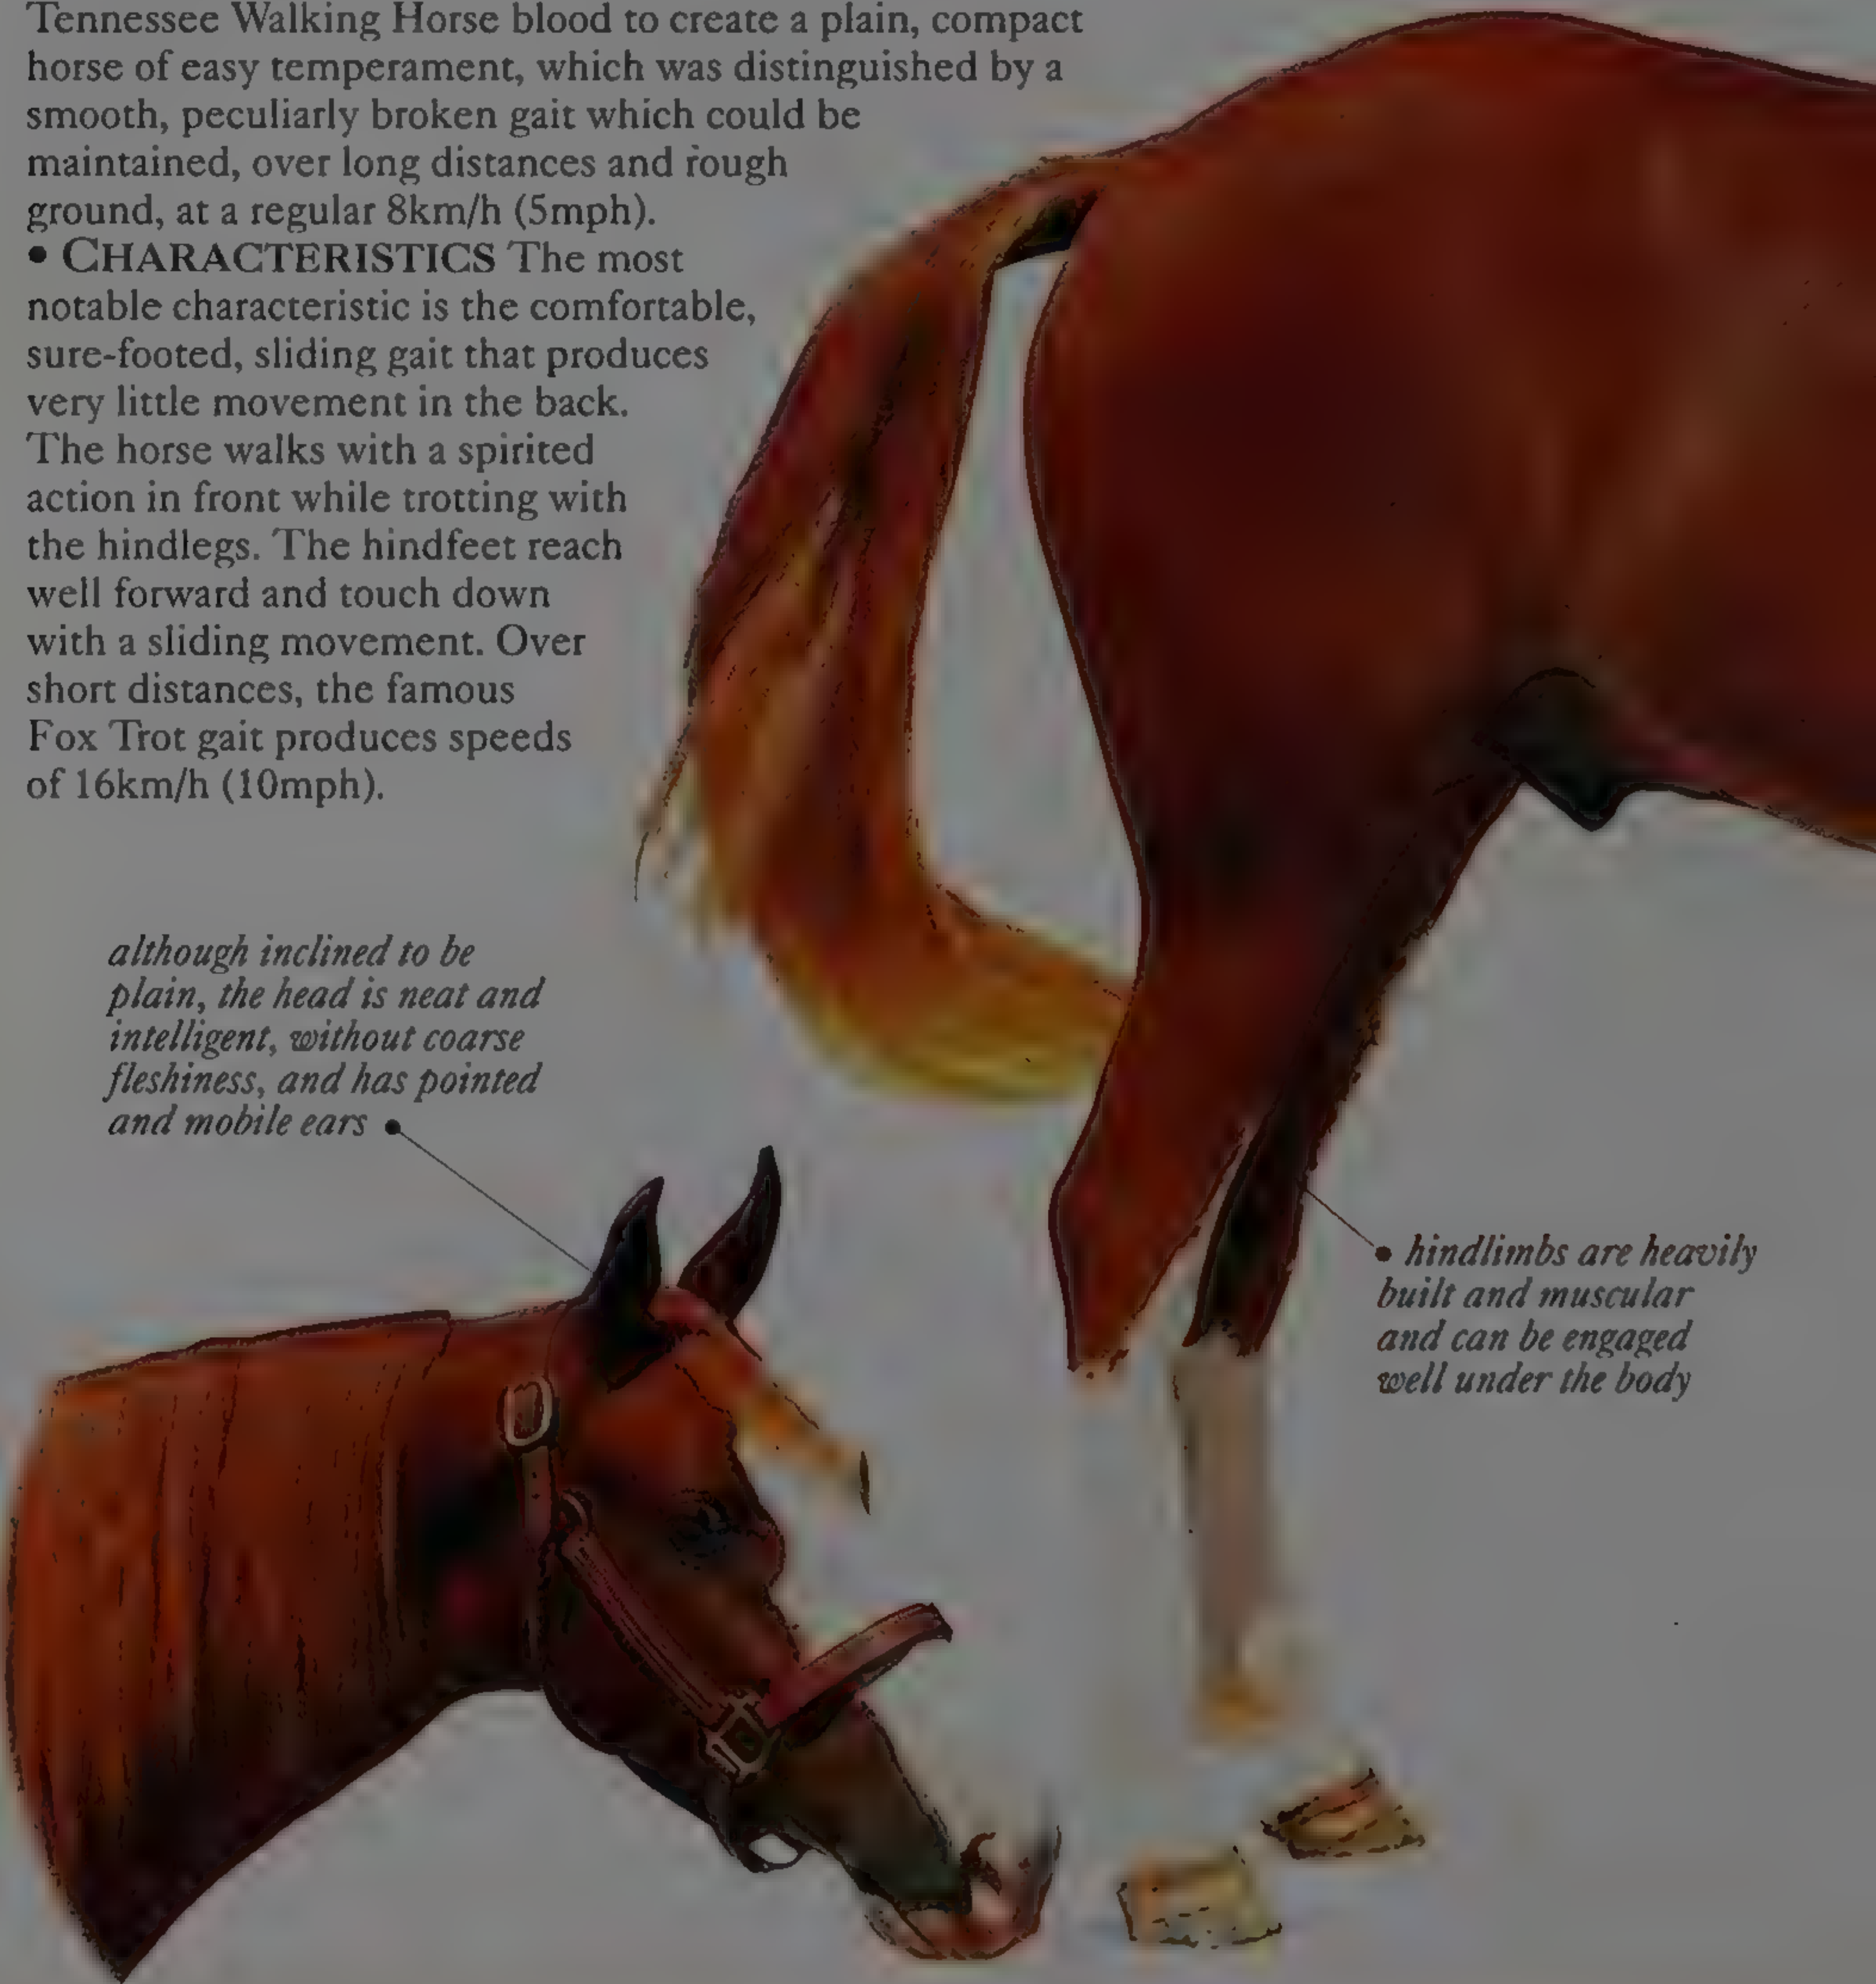 Tennessee Walking Horse blood to create a plain, compact
horse of easy temperament, which was distinguished by a
smooth, peculiarly broken gait which could be
maintained, over long distances and rough
ground, at a regular 8km/h (5mph).
• CHARACTERISTICS The most
notable characteristic is the comfortable,
sure-footed, sliding gait that produces
very little movement in the back.
The horse walks with a spirited
action in front while trotting with
the hindlegs. The hindfeet reach
well forward and touch down
with a sliding movement. Over
short distances, the famous
Fox Trot gait produces speeds
of 16km/h (10mph).
although inclined to be
plain, the head is neat and
intelligent, without coarse
fleshiness, and has pointed
and mobile ears •
• hindlimbs are heavily
built and muscular
and can be engaged
well under the body